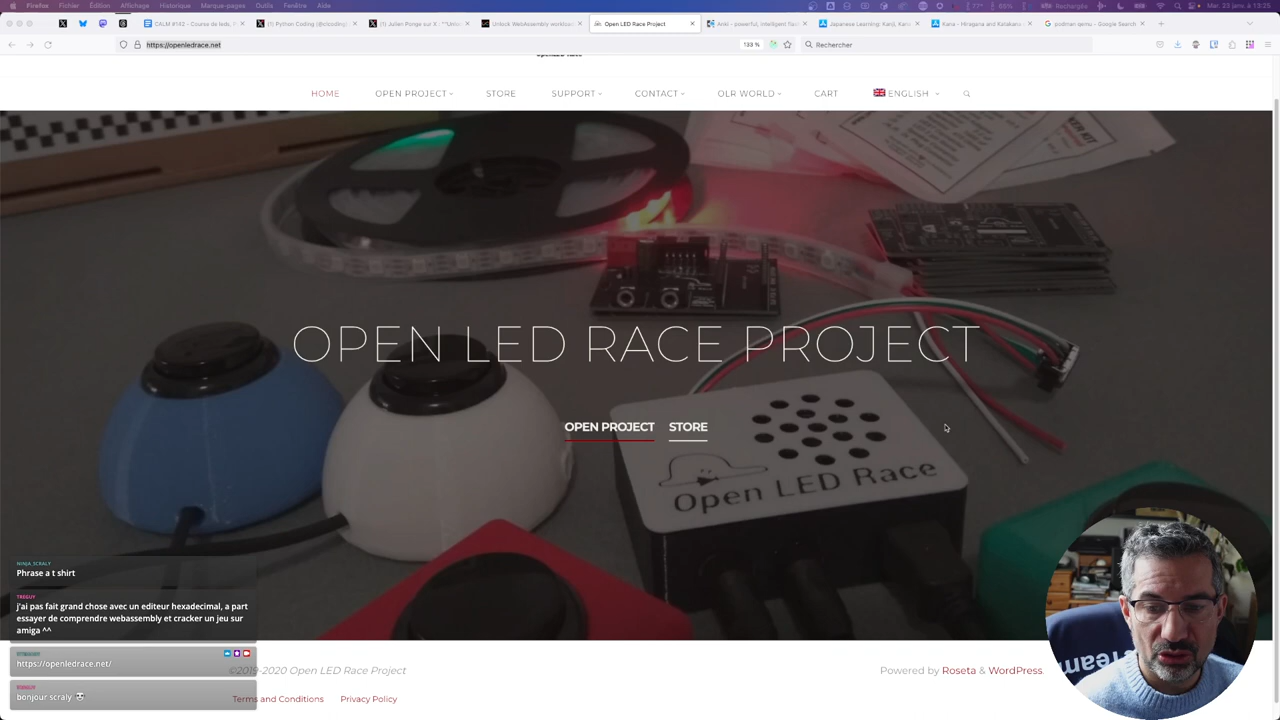 Firefox Fichier Édition Affichage Historique Marque-pages Outils Fenêtre Aide
Mar. 23 janv. à 13:25
CALM #142 - Course de leds,
(1) Python Coding
(1) Julien Ponge sur X :
Unlock WebAssembly workloa
Open LED Race Project
Anki - powerful, intelligent flas
Japanese Learning: Kanji, Kana
Kana - Hiragana and Katakana
podman qemu - Google Search
https://openledrace.net
133 %
Rechercher
HOME OPEN PROJECT STORE SUPPORT CONTACT OLR WORLD CART ENGLISH
OPEN LED RACE PROJECT
OPEN PROJECT STORE
Open LED Race
NINJA_SCRALY
Phrase a t shirt
TREGUY
j'ai pas fait grand chose avec un editeur hexadecimal, a part
essayer de comprendre webassembly et cracker un jeu sur
amiga ^^
https://openledrace.net/
bonjour scraly
©2019-2020 Open LED Race Project
Powered by Roseta & WordPress.
Terms and Conditions Privacy Policy